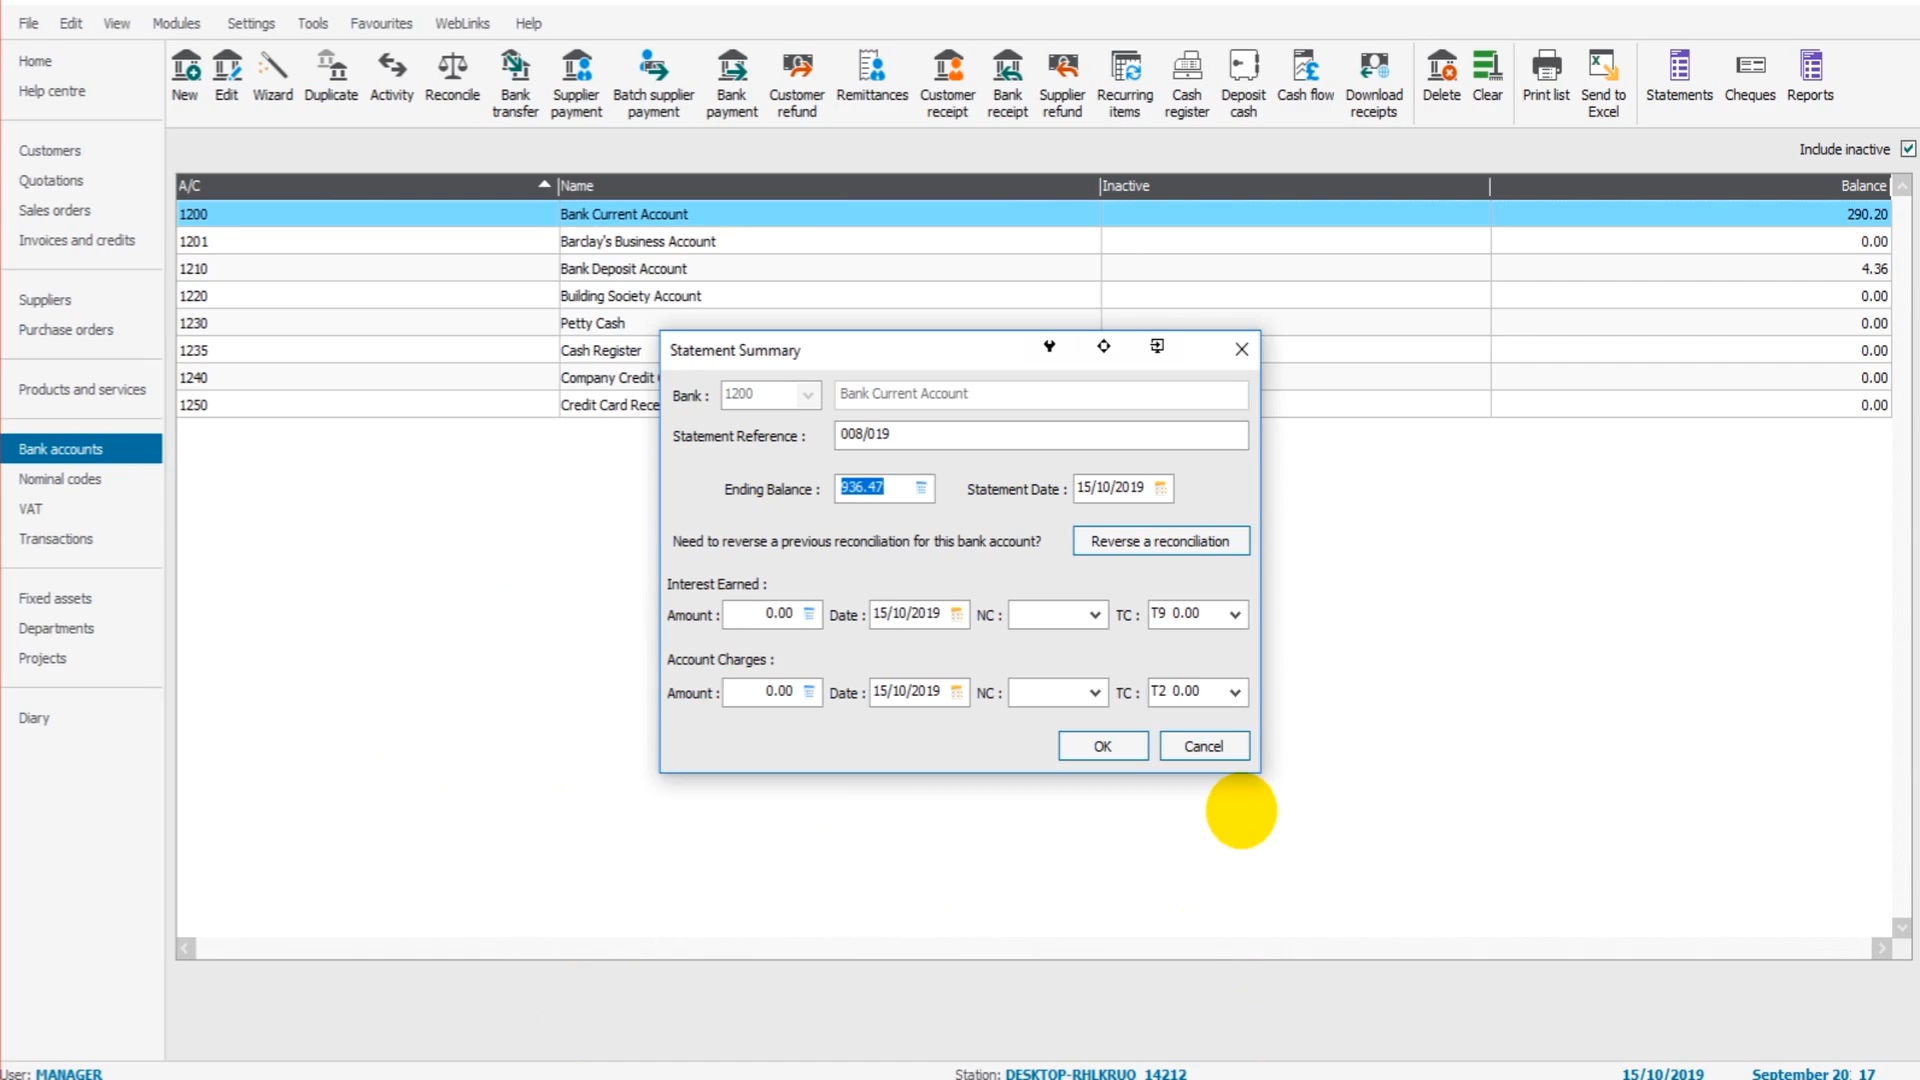 File Edit View Modules Settings Tools Favourites WebLinks Help
New Edit Wizard Duplicate Activity Reconcile Bank transfer Supplier payment Batch supplier payment Bank payment Customer refund Remittances Customer receipt Bank receipt Supplier refund Recurring items Cash register Deposit cash Cash flow Download receipts Delete Clear Print list Send to Excel Statements Cheques Reports
Home
Help centre
Customers
Quotations
Sales orders
Invoices and credits
Suppliers
Purchase orders
Products and services
Bank accounts
Nominal codes
VAT
Transactions
Fixed assets
Departments
Projects
Diary
Include inactive
A/C Name Inactive Balance
1200 Bank Current Account 290.20
1201 Barclay's Business Account 0.00
1210 Bank Deposit Account 4.36
1220 Building Society Account 0.00
1230 Petty Cash 0.00
1235 Cash Register 0.00
1240 Company Credit 0.00
1250 Credit Card Rece 0.00
Statement Summary
Bank : 1200 Bank Current Account
Statement Reference : 008/019
Ending Balance : 936.47 Statement Date : 15/10/2019
Need to reverse a previous reconciliation for this bank account? Reverse a reconciliation
Interest Earned :
Amount : 0.00 Date : 15/10/2019 NC : TC : T9 0.00
Account Charges :
Amount : 0.00 Date : 15/10/2019 NC : TC : T2 0.00
OK Cancel
User: MANAGER Station: DESKTOP-RHLKRUO_14212 15/10/2019 September 20 17